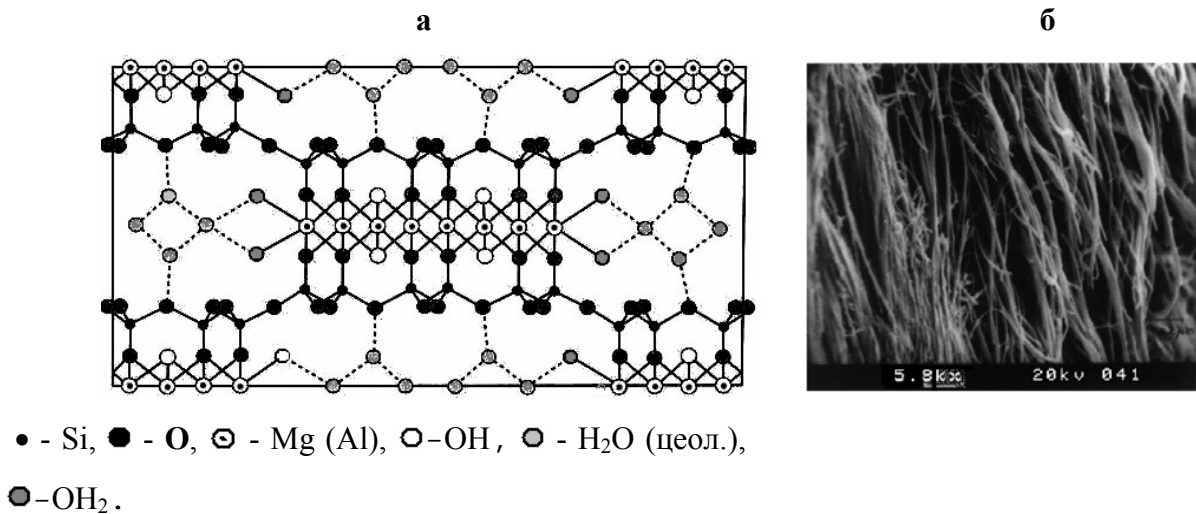 а
б
5.8kx 20kv 041
• - Si, ● - O, ⊙ - Mg (Al), ○-OH, ○ - H₂O (цеол.),
●-OH₂.